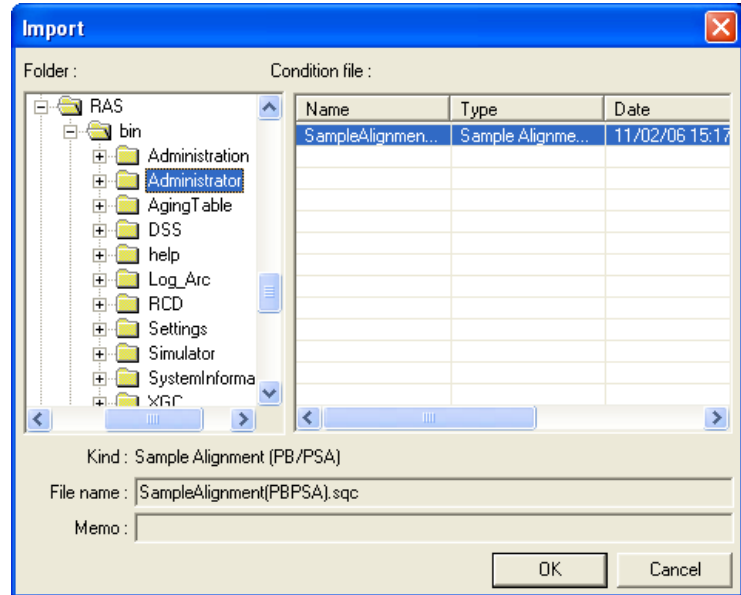 Import
Folder : Condition file :
RAS
bin
Administration
Administrator
AgingTable
DSS
help
Log_Arc
RCD
Settings
Simulator
SystemInforma
XGC
Name Type Date
SampleAlignmen... Sample Alignme... 11/02/06 15:17
Kind : Sample Alignment (PB/PSA)
File name : SampleAlignment(PBPSA).sqc
Memo :
OK Cancel